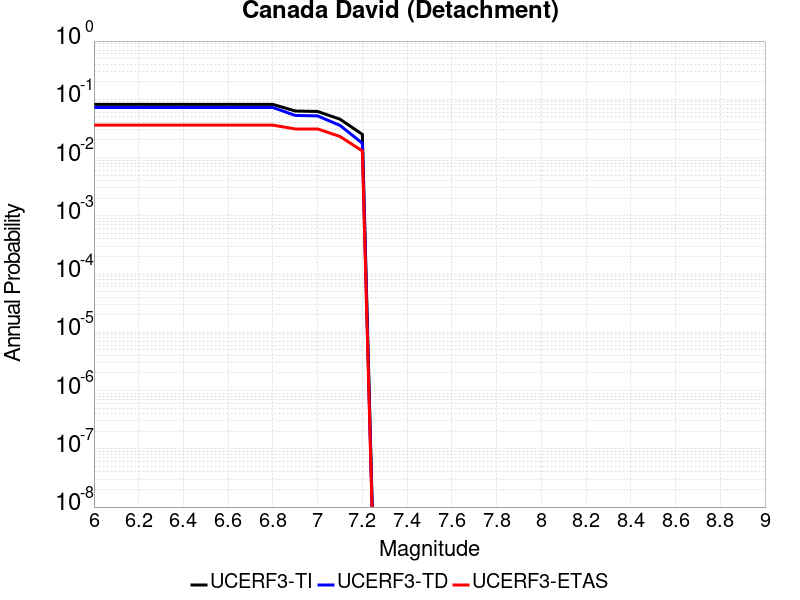 Canada David (Detachment)
10^0
10^-1
10^-2
10^-3
10^-4
10^-5
10^-6
10^-7
10^-8
Annual Probability
6 6.2 6.4 6.6 6.8 7 7.2 7.4 7.6 7.8 8 8.2 8.4 8.6 8.8 9
Magnitude
UCERF3-TI UCERF3-TD UCERF3-ETAS